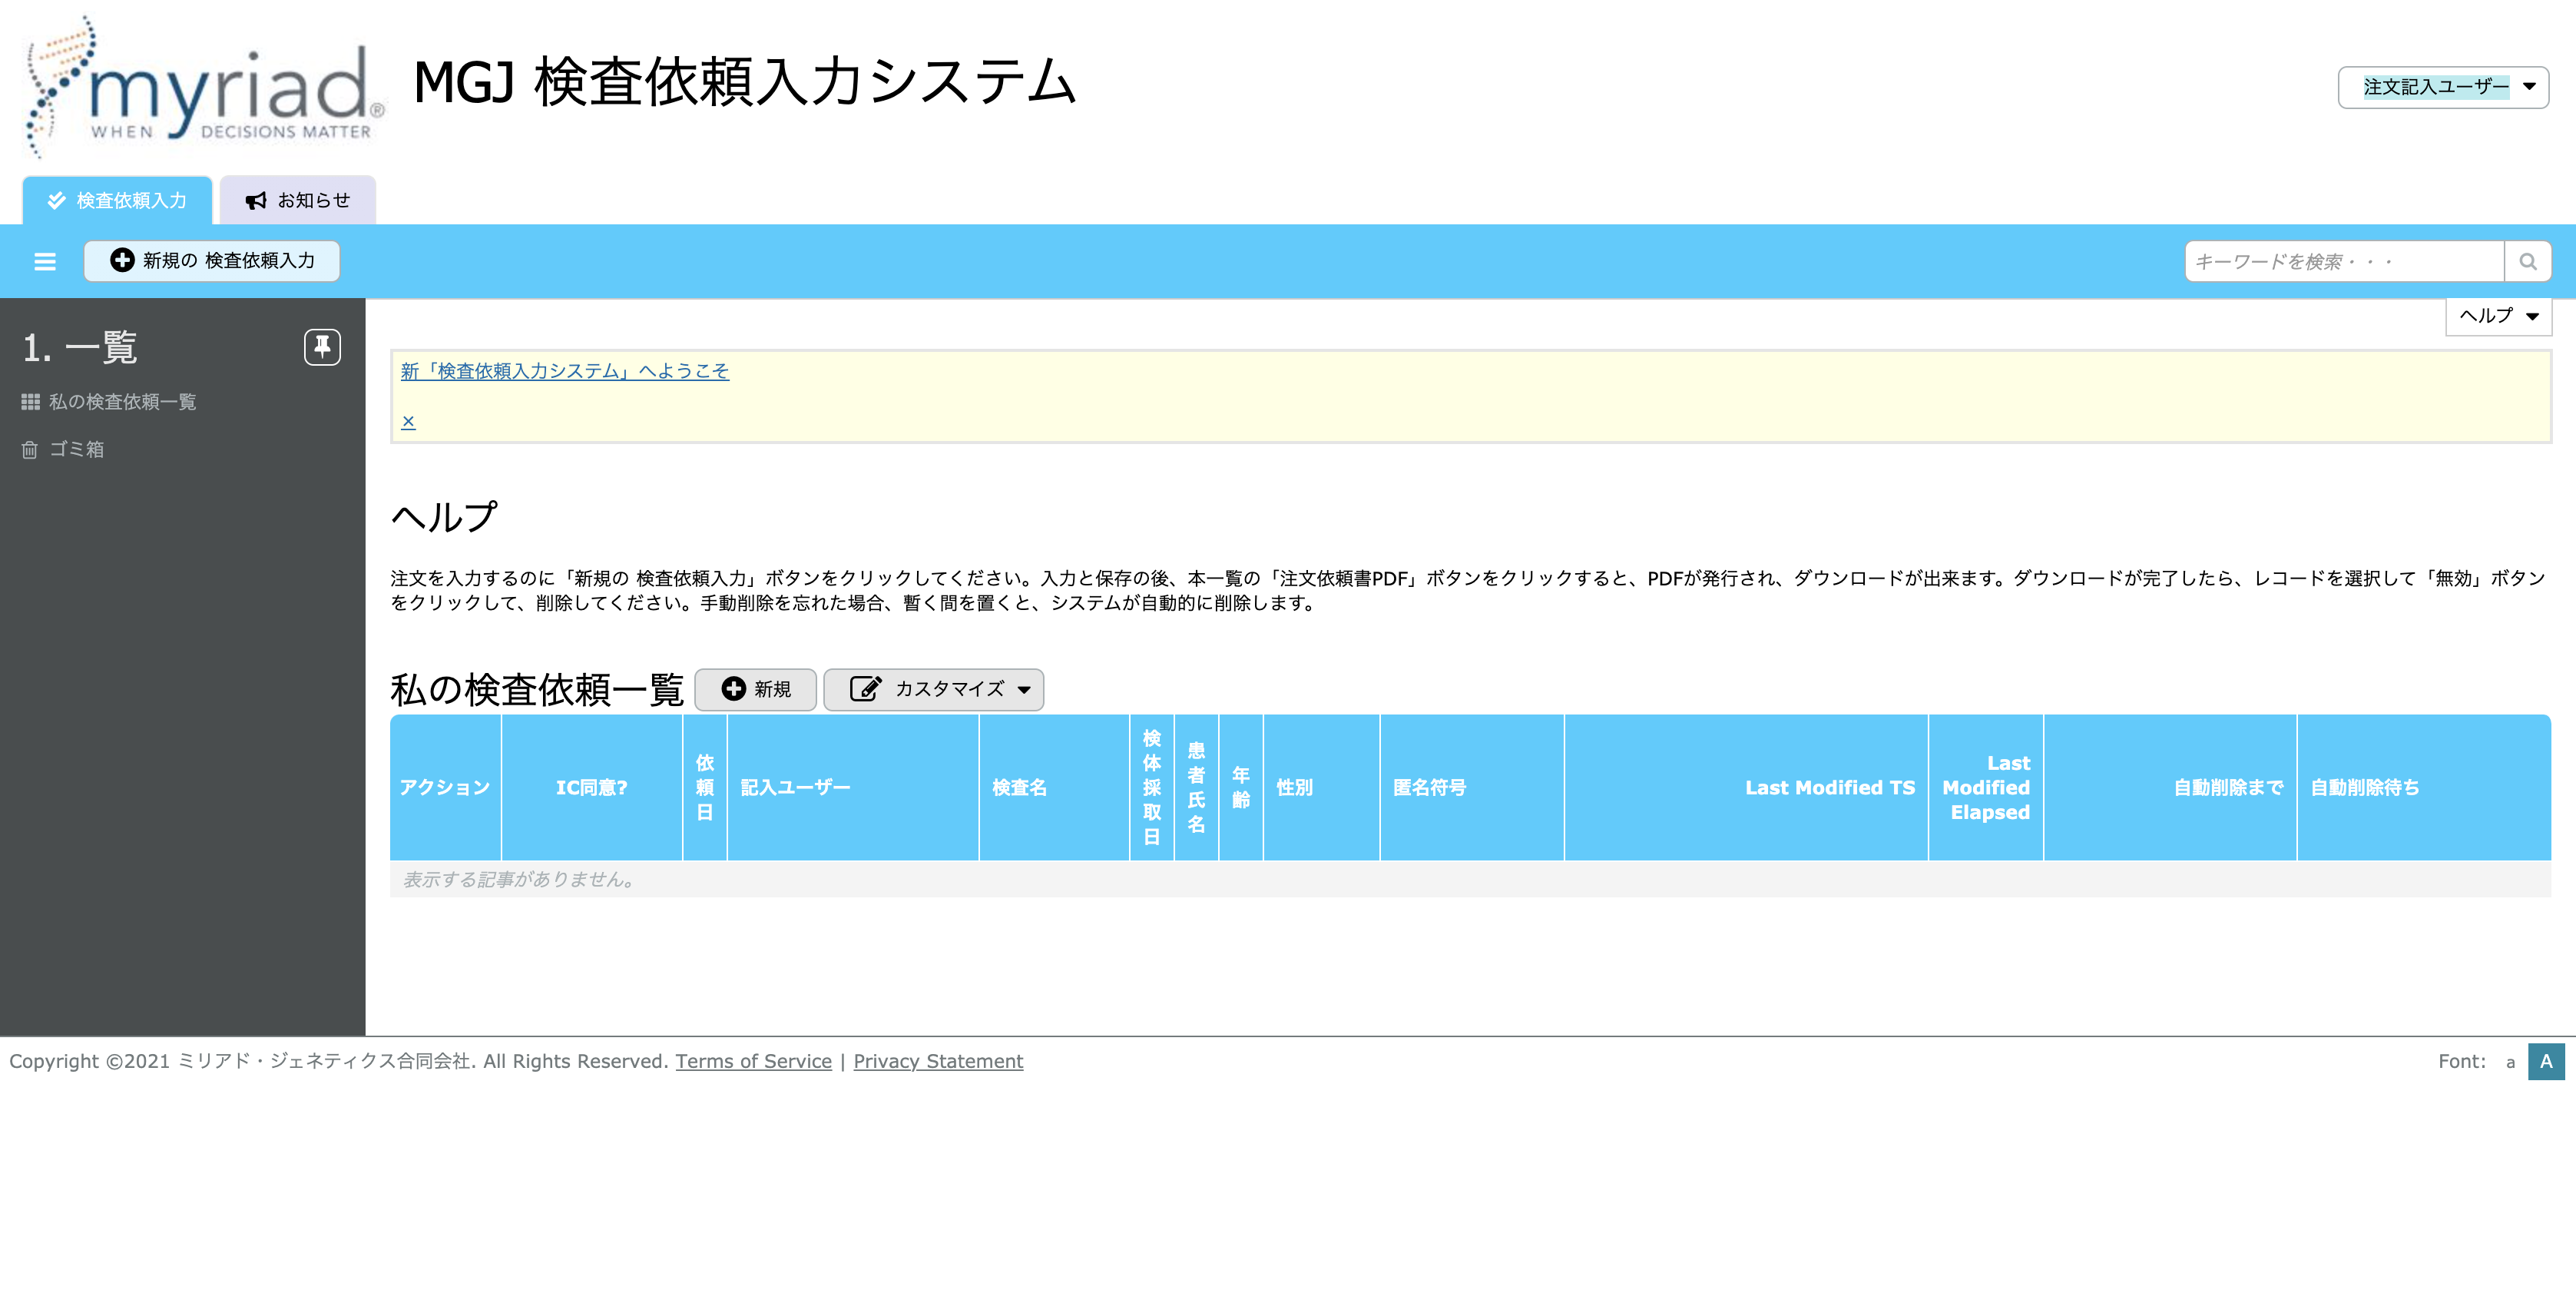 myriad®
WHEN DECISIONS MATTER
MGJ 検査依頼入力システム
注文記入ユーザー
検査依頼入力
お知らせ
新規の 検査依頼入力
キーワードを検索・・・
1. 一覧
私の検査依頼一覧
ゴミ箱
ヘルプ
新「検査依頼入力システム」へようこそ
×
ヘルプ
注文を入力するのに「新規の 検査依頼入力」ボタンをクリックしてください。入力と保存の後、本一覧の「注文依頼書PDF」ボタンをクリックすると、PDFが発行され、ダウンロードが出来ます。ダウンロードが完了したら、レコードを選択して「無効」ボタン
をクリックして、削除してください。手動削除を忘れた場合、暫く間を置くと、システムが自動的に削除します。
私の検査依頼一覧
新規
カスタマイズ
アクション
IC同意?
依頼日
記入ユーザー
検査名
検体採取日
患者氏名
年齢
性別
匿名符号
Last Modified TS
Last
Modified
Elapsed
自動削除まで
自動削除待ち
表示する記事がありません。
Copyright ©2021 ミリアド・ジェネティクス合同会社. All Rights Reserved. Terms of Service | Privacy Statement
Font: a A